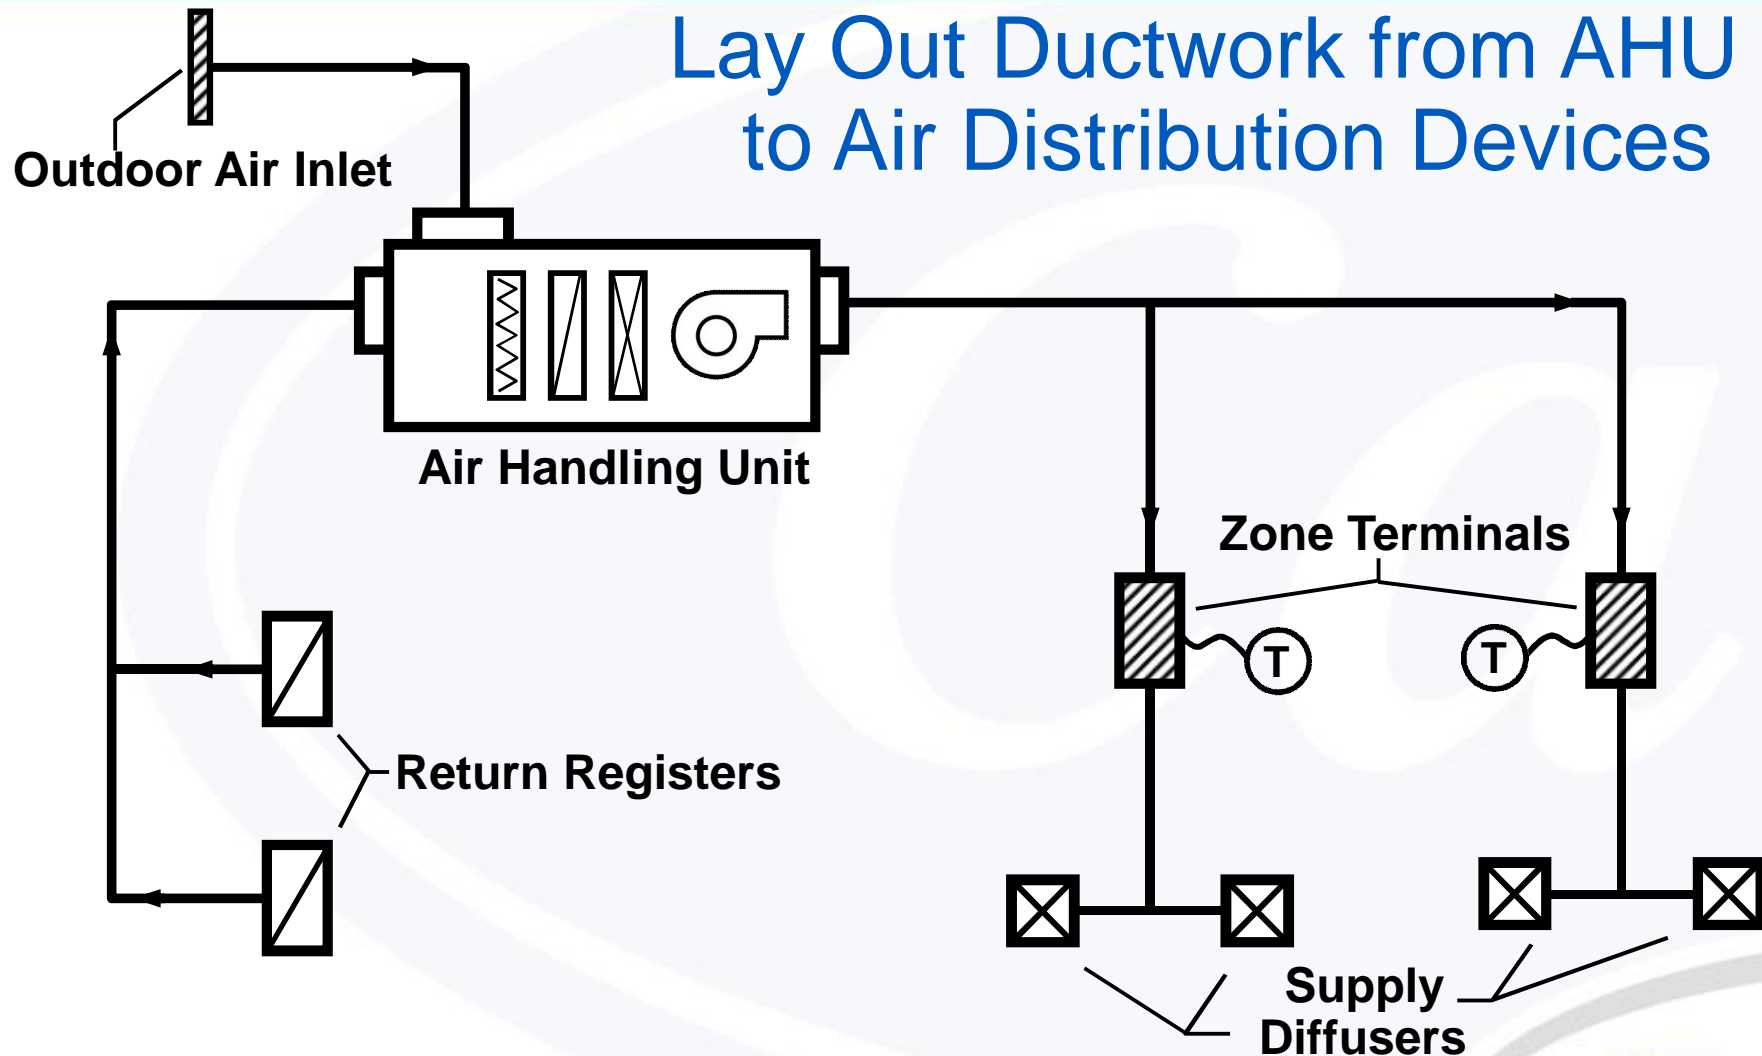 Lay Out Ductwork from AHU
to Air Distribution Devices
Outdoor Air Inlet
Air Handling Unit
Zone Terminals
T
T
Return Registers
Supply
Diffusers